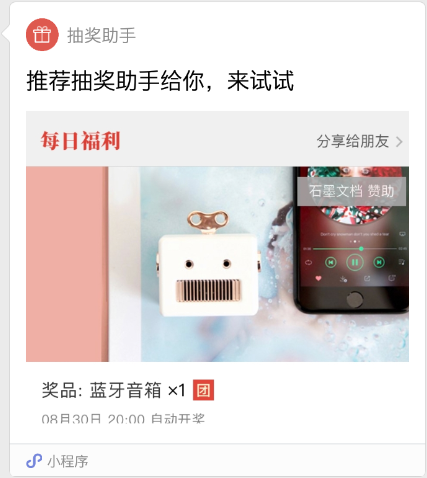 抽奖助手
推荐抽奖助手给你，来试试
每日福利
分享给朋友
石墨文档 赞助
奖品: 蓝牙音箱 ×1 团
08月30日 20:00 自动开奖
小程序